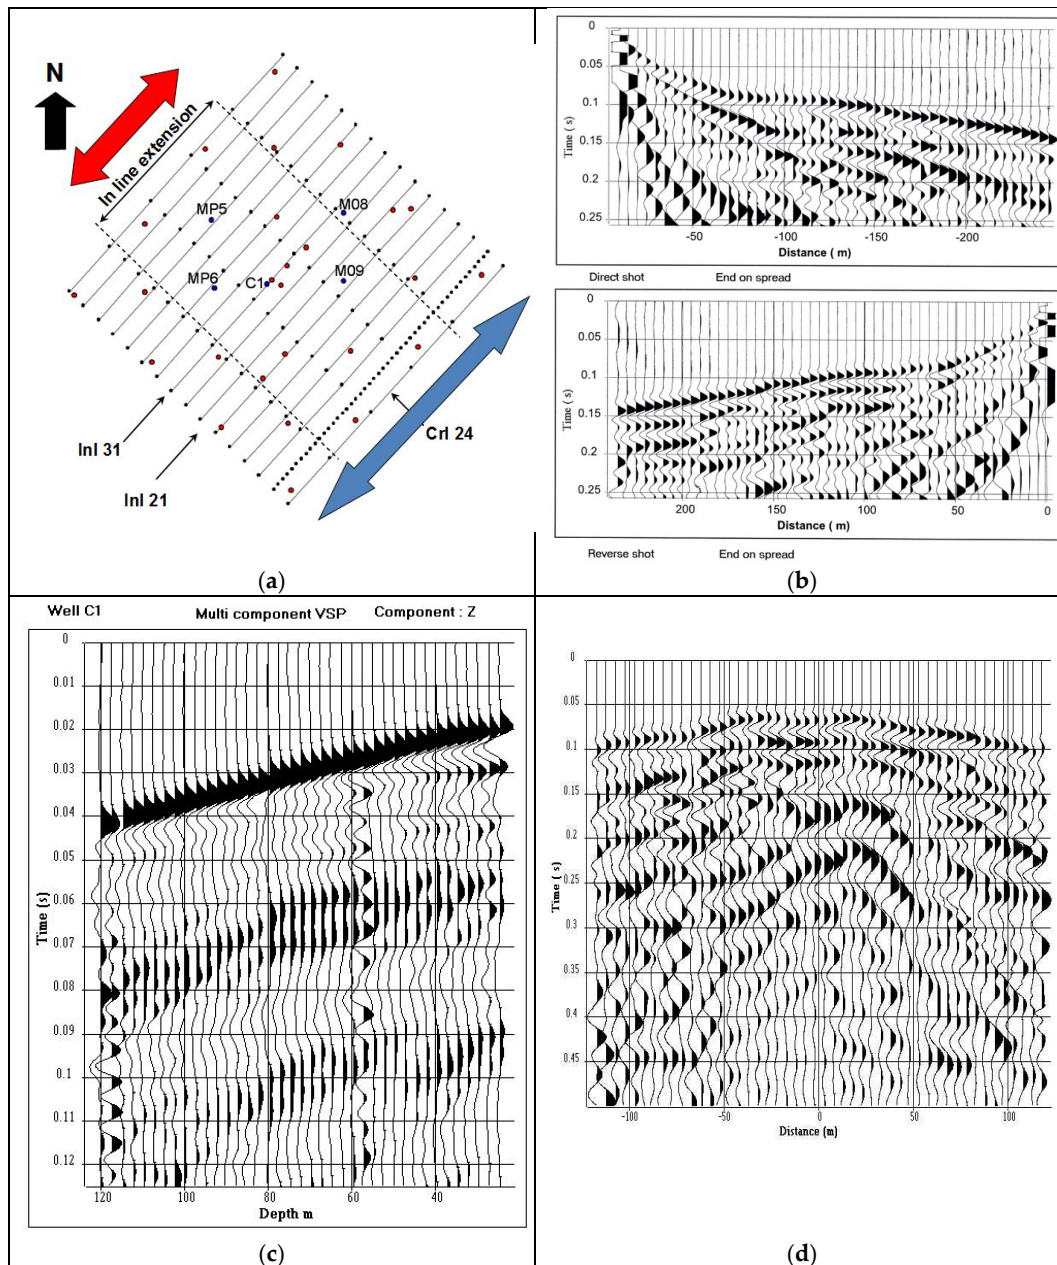 N
In line extension
MP5
M08
MP6
C1
M09
Inl 31
Inl 21
Crl 24
(a)
0
0.05
0.1
0.15
0.2
0.25
Time ( s)
-50
-100
-150
-200
Distance ( m)
Direct shot
End on spread
0
0.05
0.1
0.15
0.2
0.25
Time ( s)
200
150
100
50
0
Distance ( m)
Reverse shot
End on spread
(b)
Well C1
Multi component VSP
Component : Z
0
0.01
0.02
0.03
0.04
0.05
0.06
0.07
0.08
0.09
0.1
0.11
0.12
Time (s)
120
100
80
60
40
Depth m
(c)
0
0.05
0.1
0.15
0.2
0.25
0.3
0.35
0.4
0.45
Time ( s)
-100
-50
0
50
100
Distance (m)
(d)